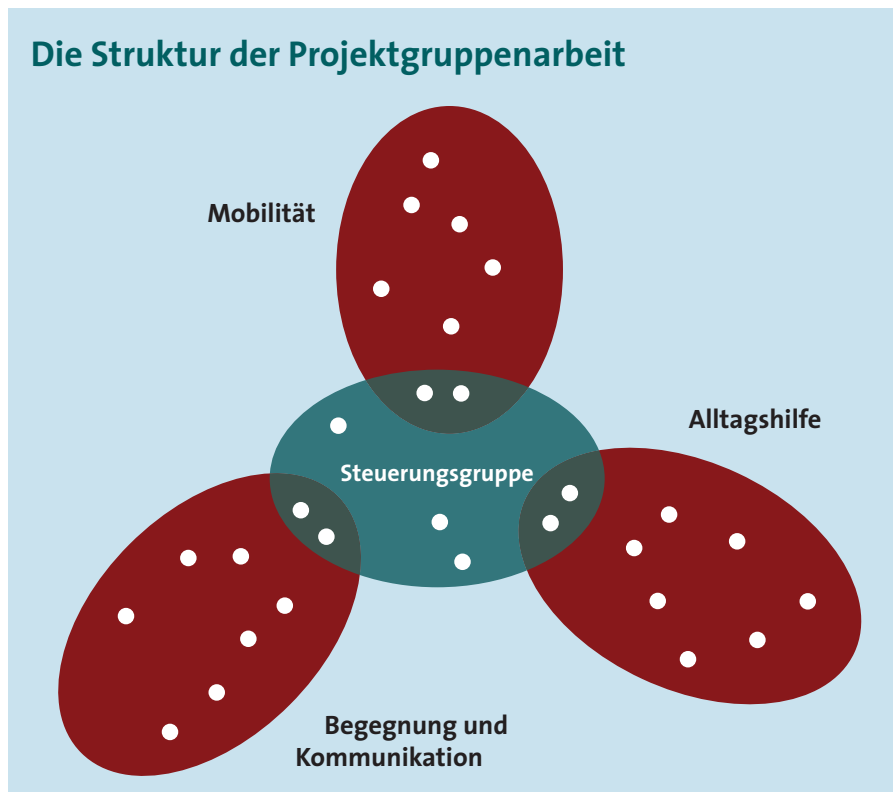 Die Struktur der Projektgruppenarbeit
Mobilität
Alltagshilfe
Steuerungsgruppe
Begegnung und
Kommunikation